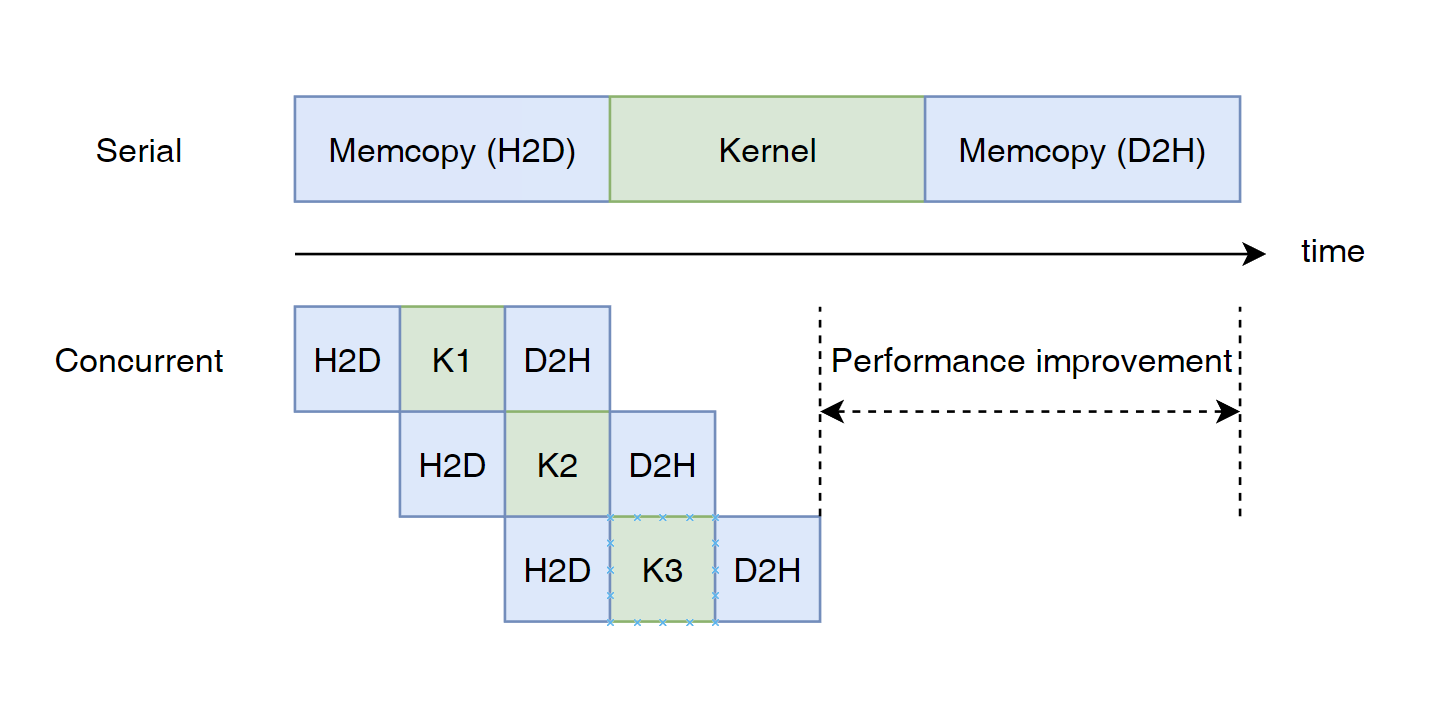 Serial
Memcopy (H2D)
Kernel
Memcopy (D2H)
time
Concurrent
H2D
K1
D2H
Performance improvement
H2D
K2
D2H
H2D
K3
D2H